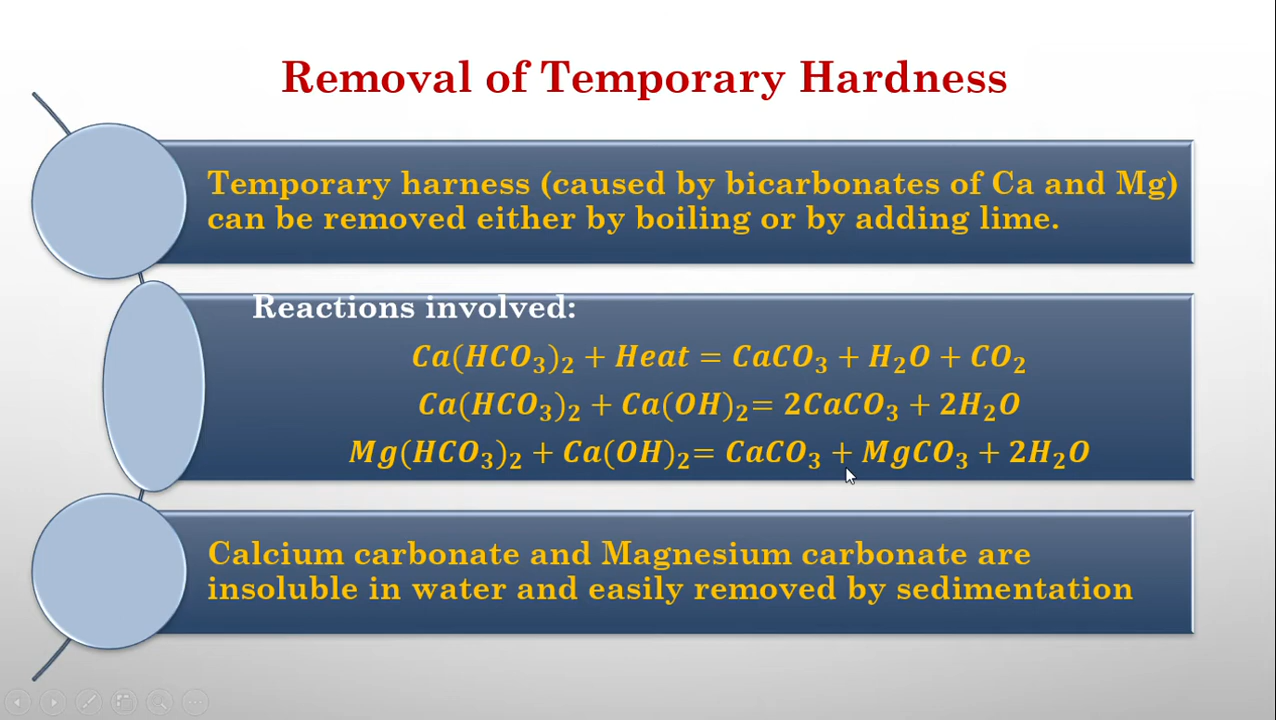 Removal of Temporary Hardness
Temporary harness (caused by bicarbonates of Ca and Mg)
can be removed either by boiling or by adding lime.
Reactions involved:
Ca(HCO₃)₂ + Heat = CaCO₃ + H₂O + CO₂
Ca(HCO₃)₂ + Ca(OH)₂= 2CaCO₃ + 2H₂O
Mg(HCO₃)₂ + Ca(OH)₂= CaCO₃ + MgCO₃ + 2H₂O
Calcium carbonate and Magnesium carbonate are
insoluble in water and easily removed by sedimentation